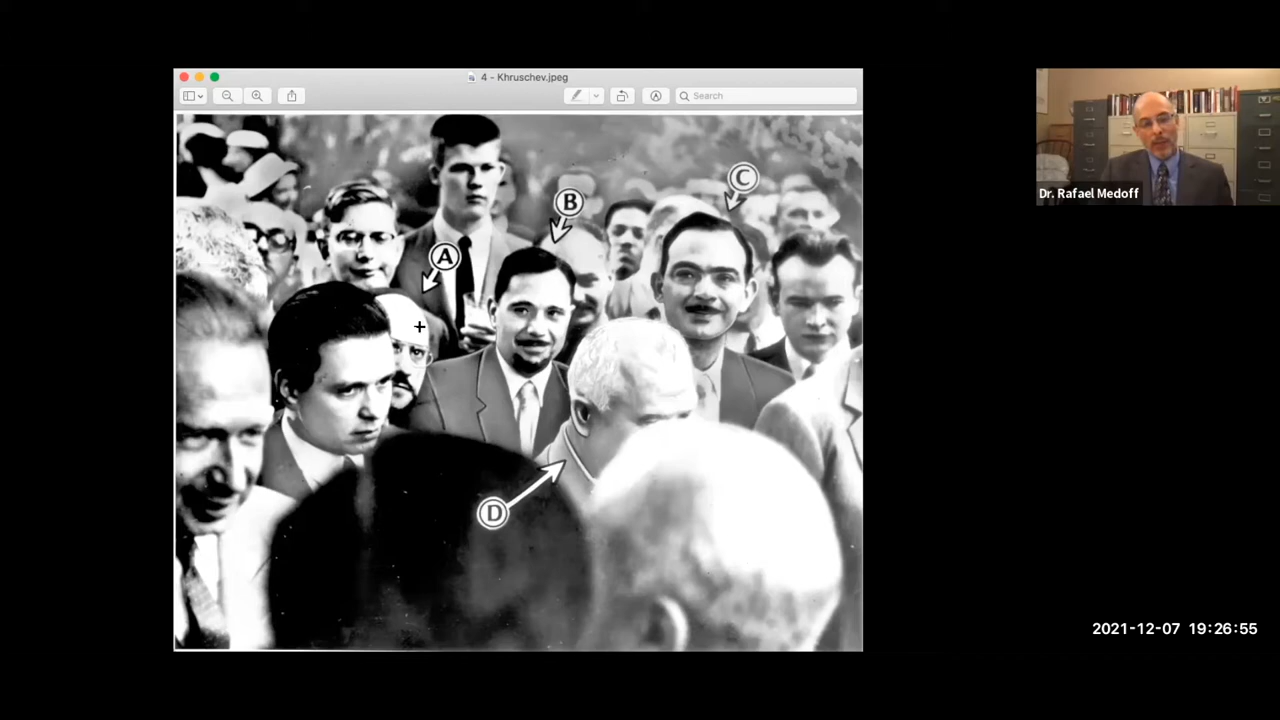 4 - Khruschev.jpeg
Search
A
B
C
D
Dr. Rafael Medoff
2021-12-07 19:26:55